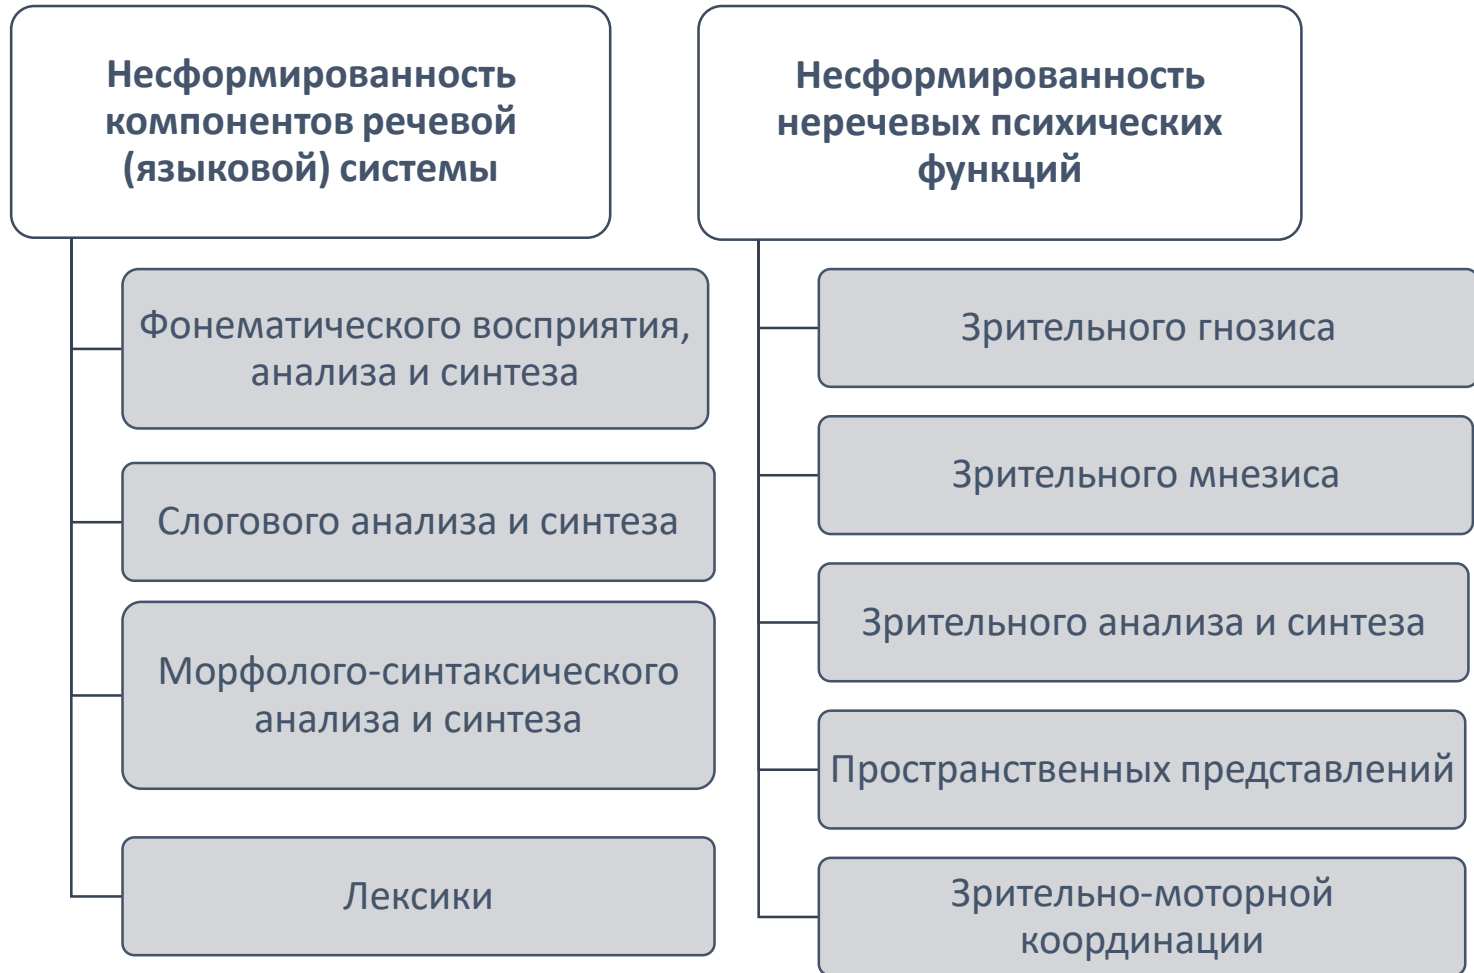 Несформированность
компонентов речевой
(языковой) системы
Фонематического восприятия,
анализа и синтеза
Слогового анализа и синтеза
Морфолого-синтаксического
анализа и синтеза
Лексики
Несформированность
неречевых психических
функций
Зрительного гнозиса
Зрительного мнезиса
Зрительного анализа и синтеза
Пространственных представлений
Зрительно-моторной
координации